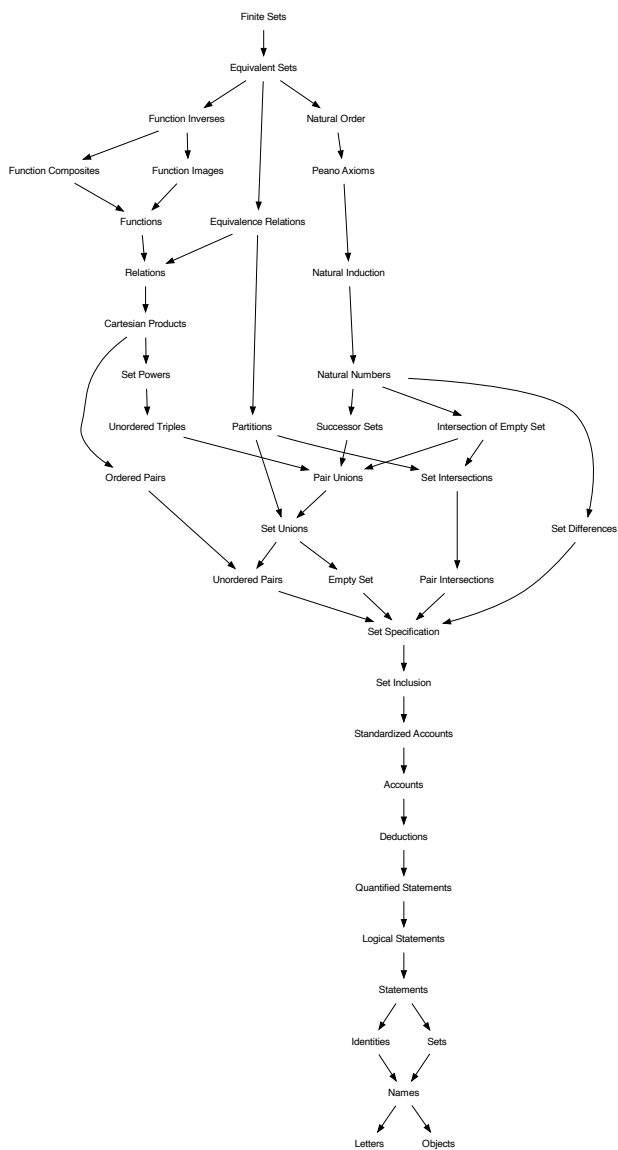 Finite Sets
Equivalent Sets
Function Inverses
Natural Order
Function Composites
Function Images
Peano Axioms
Functions
Equivalence Relations
Relations
Natural Induction
Cartesian Products
Set Powers
Natural Numbers
Unordered Triples
Partitions
Successor Sets
Intersection of Empty Set
Ordered Pairs
Pair Unions
Set Intersections
Set Unions
Set Differences
Unordered Pairs
Empty Set
Pair Intersections
Set Specification
Set Inclusion
Standardized Accounts
Accounts
Deductions
Quantified Statements
Logical Statements
Statements
Identities
Sets
Names
Letters
Objects